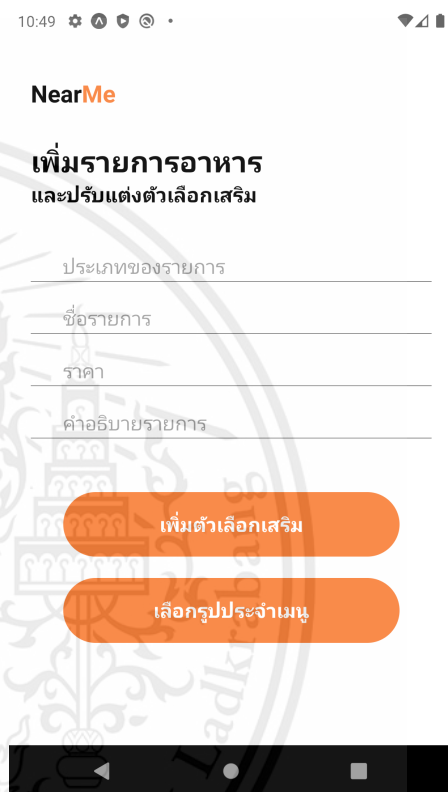 10:49
NearMe
เพิ่มรายการอาหาร
และปรับแต่งตัวเลือกเสริม
ประเภทของรายการ
ชื่อรายการ
ราคา
คำอธิบายรายการ
เพิ่มตัวเลือกเสริม
เลือกรูปประจำเมนู
Ladkrabang